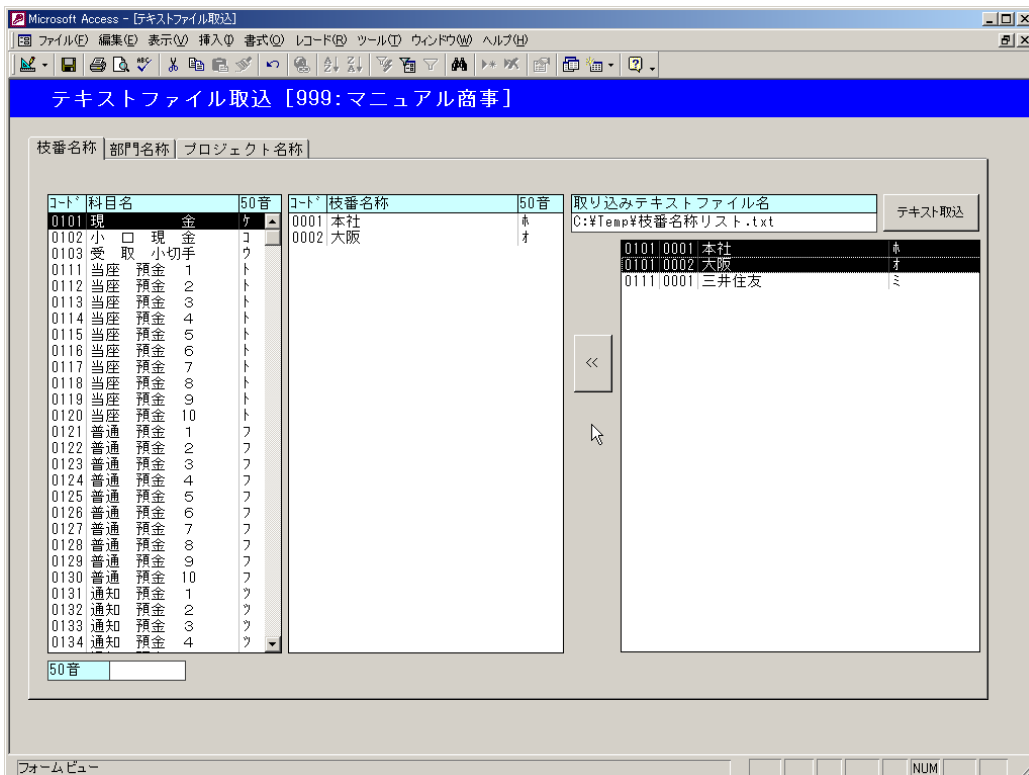 Microsoft Access - [テキストファイル取込]
ファイル(F) 編集(E) 表示(V) 挿入(I) 書式(O) レコード(R) ツール(T) ウィンドウ(W) ヘルプ(H)
テキストファイル取込 [999:マニュアル商事]
枝番名称 部門名称 プロジェクト名称
ｺｰﾄﾞ 科目名 50音
0101 現 金 ｹ
0102 小 口 現 金 ｺ
0103 受 取 小切手 ｳ
0111 当座 預金 1 ﾄ
0112 当座 預金 2 ﾄ
0113 当座 預金 3 ﾄ
0114 当座 預金 4 ﾄ
0115 当座 預金 5 ﾄ
0116 当座 預金 6 ﾄ
0117 当座 預金 7 ﾄ
0118 当座 預金 8 ﾄ
0119 当座 預金 9 ﾄ
0120 当座 預金 10 ﾄ
0121 普通 預金 1 ﾌ
0122 普通 預金 2 ﾌ
0123 普通 預金 3 ﾌ
0124 普通 預金 4 ﾌ
0125 普通 預金 5 ﾌ
0126 普通 預金 6 ﾌ
0127 普通 預金 7 ﾌ
0128 普通 預金 8 ﾌ
0129 普通 預金 9 ﾌ
0130 普通 預金 10 ﾌ
0131 通知 預金 1 ﾂ
0132 通知 預金 2 ﾂ
0133 通知 預金 3 ﾂ
0134 通知 預金 4 ﾂ
50音
ｺｰﾄﾞ 枝番名称 50音
0001 本社 ﾎ
0002 大阪 ｵ
取り込みテキストファイル名
C:¥Temp¥枝番名称リスト.txt
テキスト取込
0101 0001 本社 ﾎ
0101 0002 大阪 ｵ
0111 0001 三井住友 ﾐ
<<
フォーム ビュー
NUM